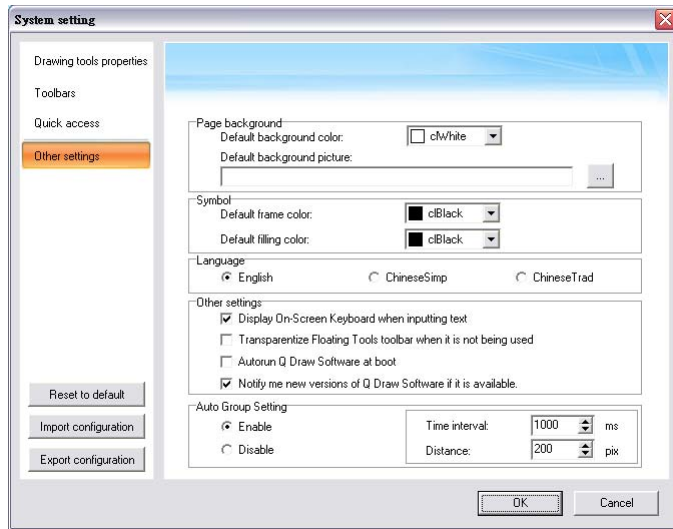 System setting
Drawing tools properties
Toolbars
Quick access
Other settings
Reset to default
Import configuration
Export configuration
Page background
Default background color: clWhite
Default background picture:
...
Symbol
Default frame color: clBlack
Default filling color: clBlack
Language
English ChineseSimp ChineseTrad
Other settings
Display On-Screen Keyboard when inputting text
Transparentize Floating Tools toolbar when it is not being used
Autorun Q Draw Software at boot
Notify me new versions of Q Draw Software if it is available.
Auto Group Setting
Enable Time interval: 1000 ms
Disable Distance: 200 pix
OK Cancel